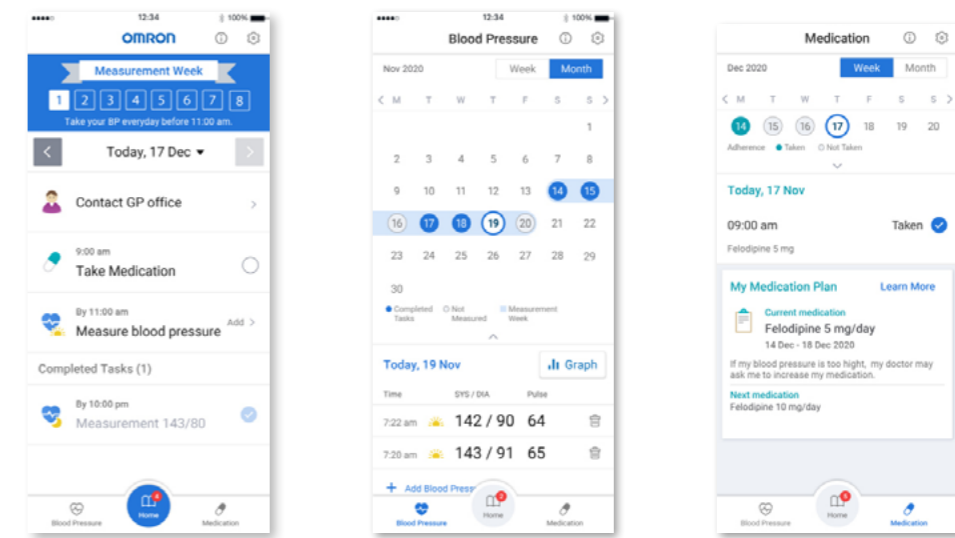 12:34
100%
OMRON
Measurement Week
1 2 3 4 5 6 7 8
Take your BP everyday before 11:00 am.
Today, 17 Dec
Contact GP office
9:00 am
Take Medication
By 11:00 am
Measure blood pressure
Add
Completed Tasks (1)
By 10:00 pm
Measurement 143/80
Blood Pressure
Home
Medication
12:34
100%
Blood Pressure
Nov 2020
Week Month
M T W T F S S
1
2 3 4 5 6 7 8
9 10 11 12 13 14 15
16 17 18 19 20 21 22
23 24 25 26 27 28 29
30
Completed Tasks
Not Measured
Measurement Week
Today, 19 Nov
Graph
Time SYS / DIA Pulse
7:22 am 142 / 90 64
7:20 am 143 / 91 65
+ Add Blood Press
Blood Pressure
Home
Medication
Medication
Dec 2020
Week Month
M T W T F S S
14 15 16 17 18 19 20
Adherence Taken Not Taken
Today, 17 Nov
09:00 am Taken
Felodipine 5 mg
My Medication Plan Learn More
Current medication
Felodipine 5 mg/day
14 Dec - 18 Dec 2020
If my blood pressure is too hight, my doctor may
ask me to increase my medication.
Next medication
Felodipine 10 mg/day
Blood Pressure
Home
Medication